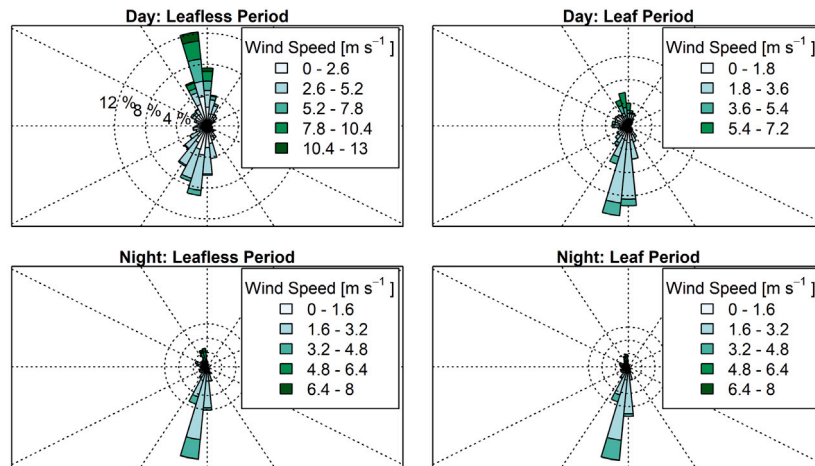 Day: Leafless Period
Wind Speed [m s⁻¹]
0 - 2.6
2.6 - 5.2
5.2 - 7.8
7.8 - 10.4
10.4 - 13
12 % 8 % 4 %
Day: Leaf Period
Wind Speed [m s⁻¹]
0 - 1.8
1.8 - 3.6
3.6 - 5.4
5.4 - 7.2
Night: Leafless Period
Wind Speed [m s⁻¹]
0 - 1.6
1.6 - 3.2
3.2 - 4.8
4.8 - 6.4
6.4 - 8
Night: Leaf Period
Wind Speed [m s⁻¹]
0 - 1.6
1.6 - 3.2
3.2 - 4.8
4.8 - 6.4
6.4 - 8